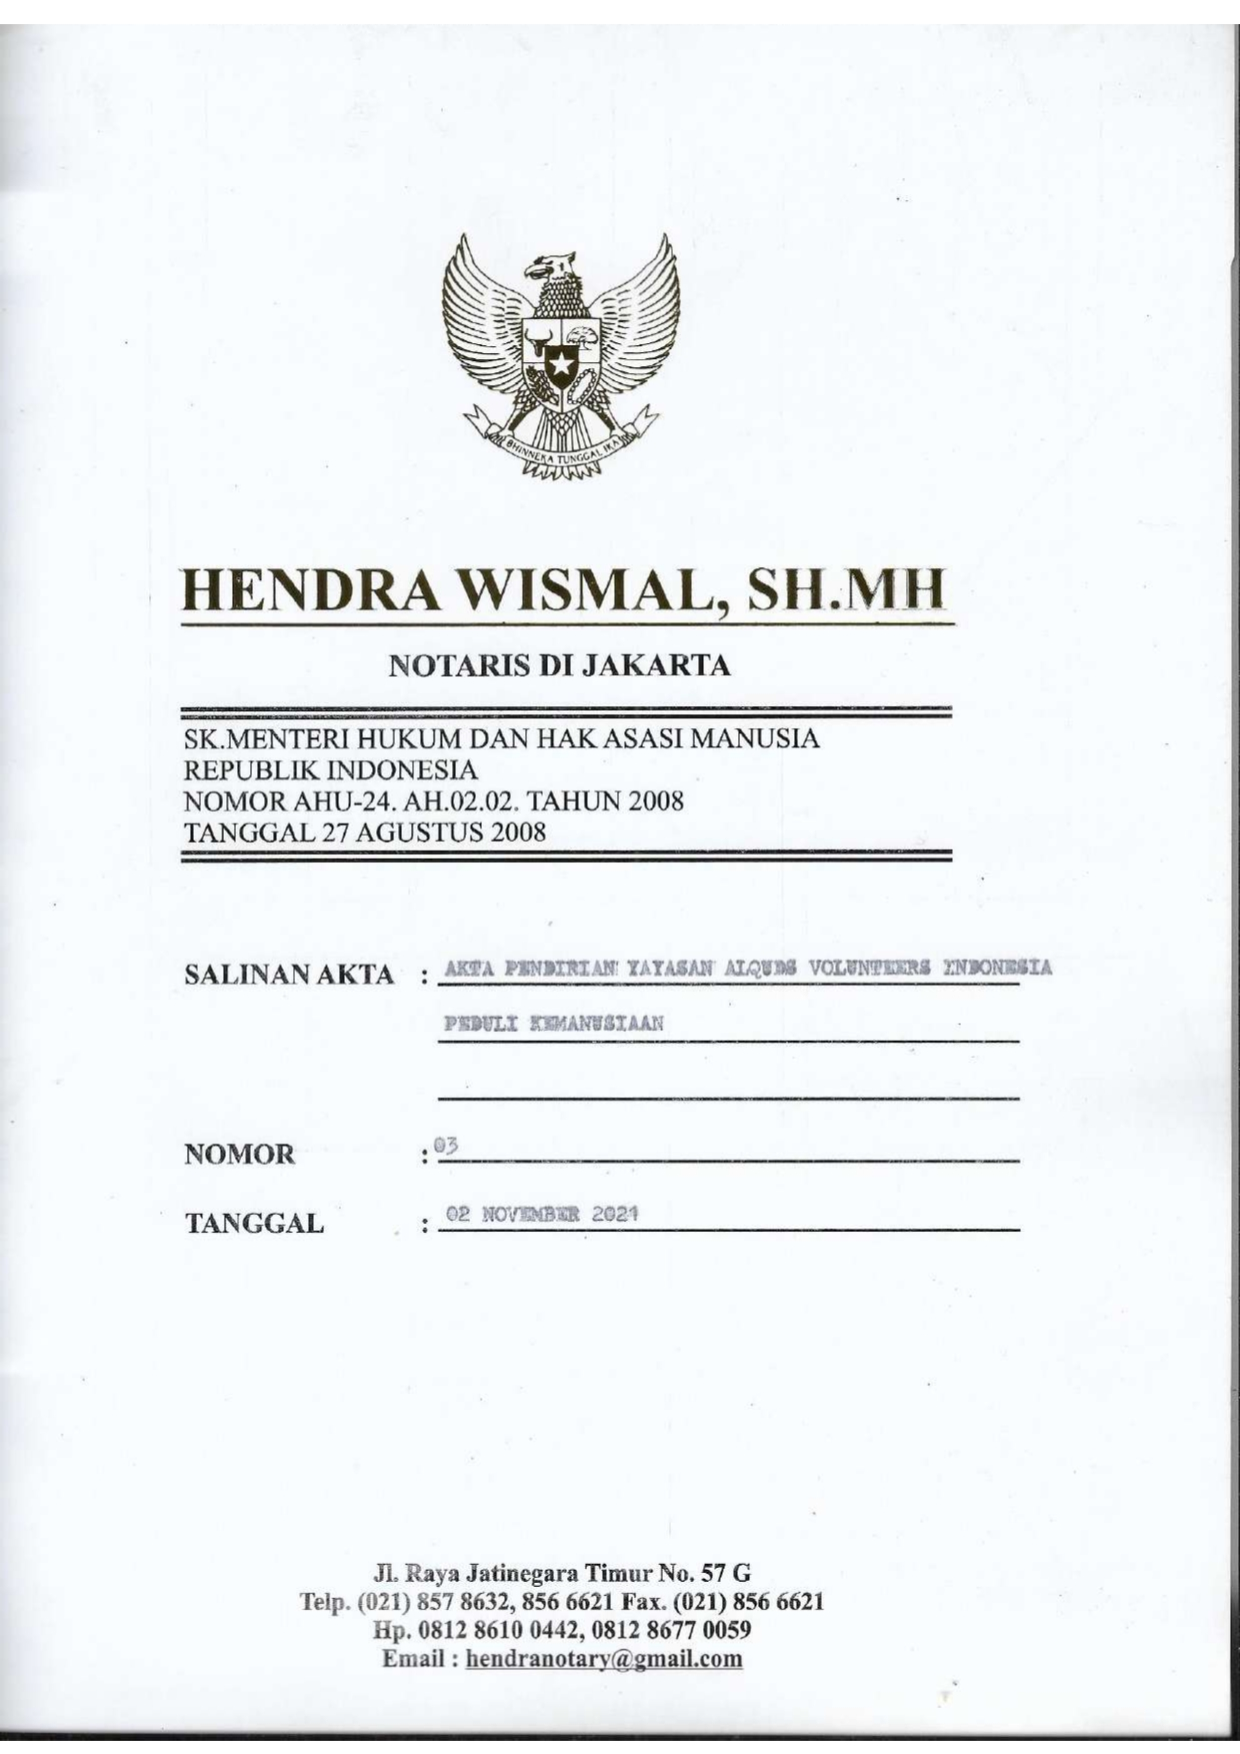 BHINNEKA TUNGGAL IKA
HENDRA WISMAL, SH.MH
NOTARIS DI JAKARTA
SK.MENTERI HUKUM DAN HAK ASASI MANUSIA
REPUBLIK INDONESIA
NOMOR AHU-24. AH.02.02. TAHUN 2008
TANGGAL 27 AGUSTUS 2008
SALINAN AKTA : AKTA PENDIRIAN YAYASAN ALQUDS VOLUNTEERS INDONESIA
PEDULI KEMANUSIAAN
NOMOR : 03
TANGGAL : 02 NOVEMBER 2021
Jl. Raya Jatinegara Timur No. 57 G
Telp. (021) 857 8632, 856 6621 Fax. (021) 856 6621
Hp. 0812 8610 0442, 0812 8677 0059
Email : hendranotary@gmail.com